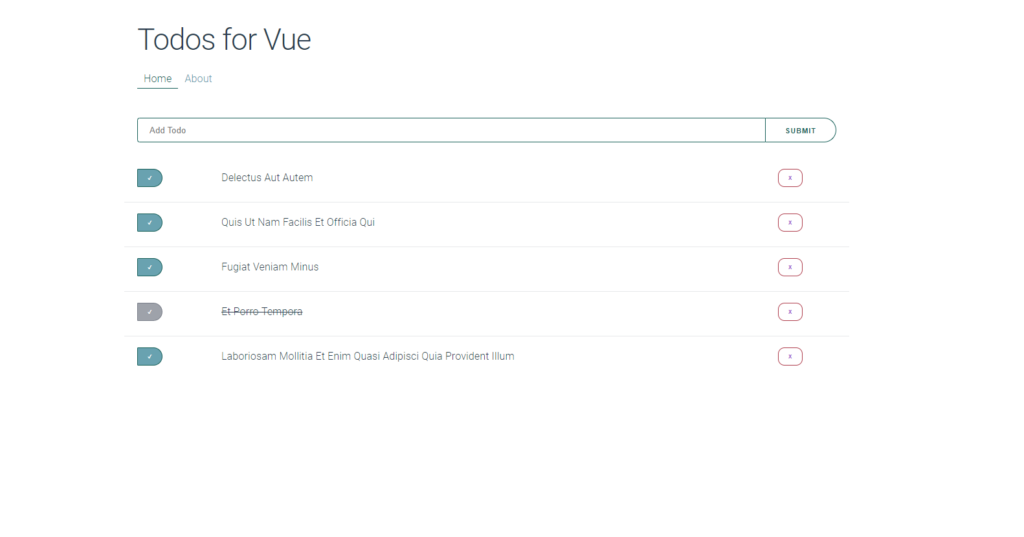 Todos for Vue
Home About
Add Todo SUBMIT
✓ Delectus Aut Autem x
✓ Quis Ut Nam Facilis Et Officia Qui x
✓ Fugiat Veniam Minus x
✓ Et Porro Tempora x
✓ Laboriosam Mollitia Et Enim Quasi Adipisci Quia Provident Illum x